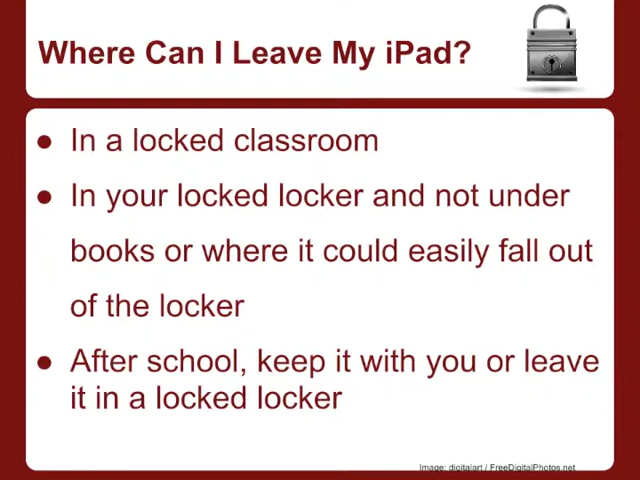 Where Can I Leave My iPad?
● In a locked classroom
● In your locked locker and not under
books or where it could easily fall out
of the locker
● After school, keep it with you or leave
it in a locked locker
Image: digitalart / FreeDigitalPhotos.net